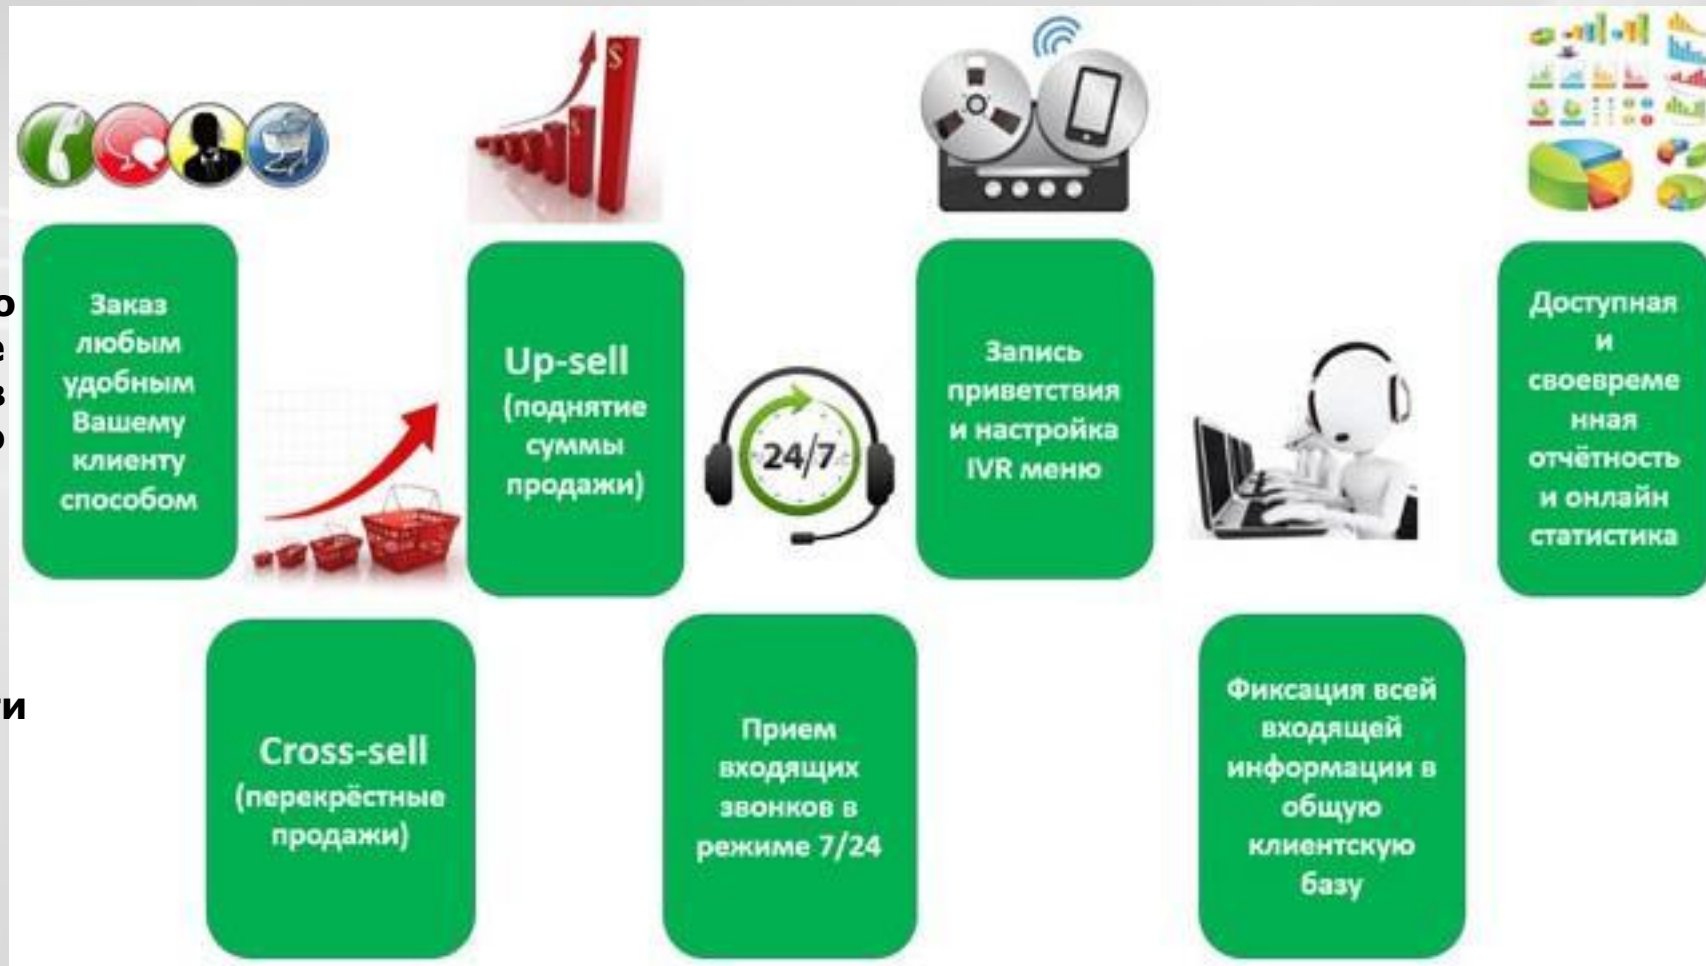 Заказ
любым
удобным
Вашему
клиенту
способом
Cross-sell
(перекрёстные
продажи)
$
Up-sell
(поднятие
суммы
продажи)
24/7
Прием
входящих
звонков в
режиме 7/24
Запись
приветствия
и настройка
IVR меню
Фиксация всей
входящей
информации в
общую
клиентскую
базу
Доступная
и
своевреме
нная
отчётность
и онлайн
статистика